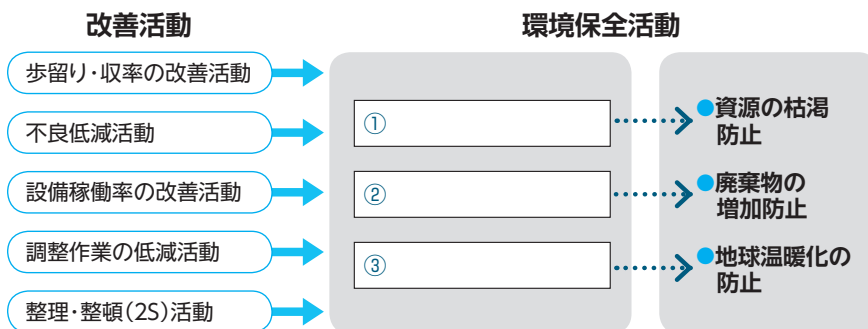 改善活動
環境保全活動
歩留り・収率の改善活動
不良低減活動
設備稼働率の改善活動
調整作業の低減活動
整理・整頓(2S)活動
①
②
③
●資源の枯渇
防止
●廃棄物の
増加防止
●地球温暖化の
防止